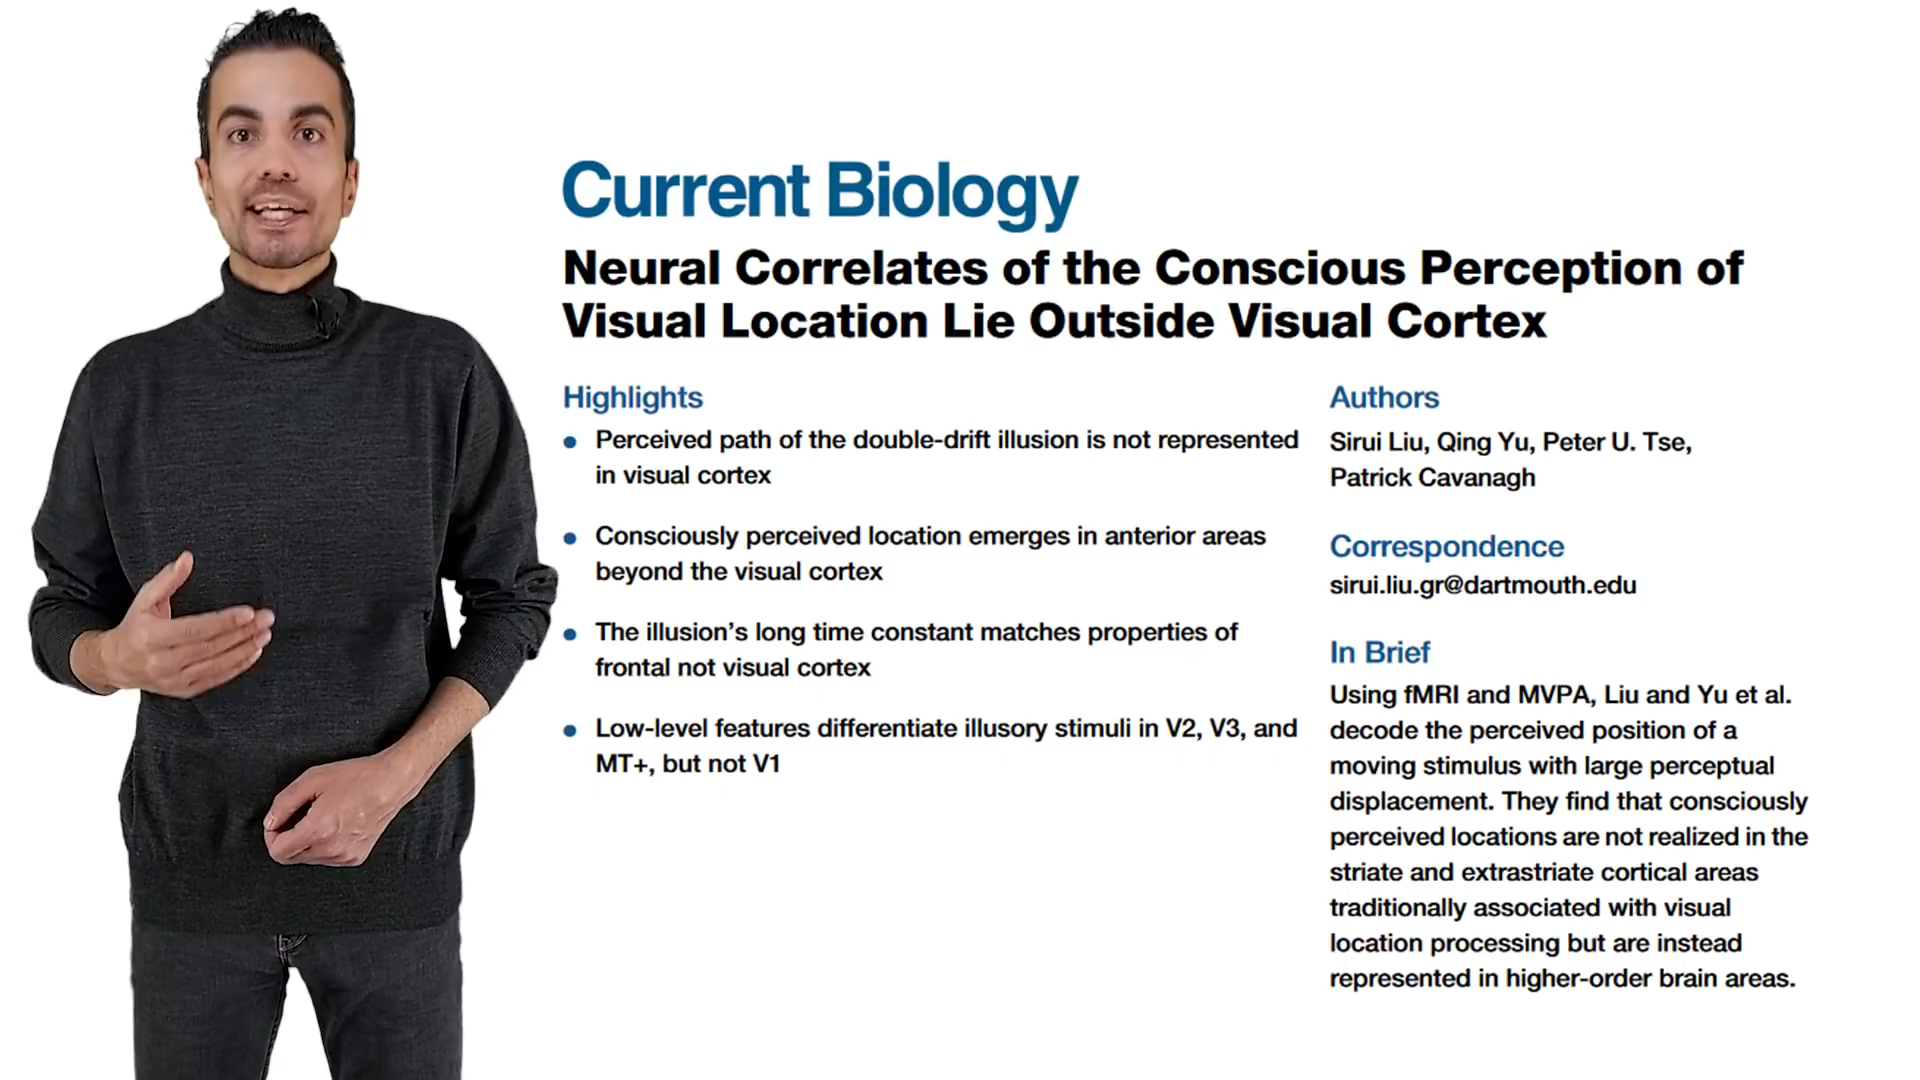 Current Biology
Neural Correlates of the Conscious Perception of
Visual Location Lie Outside Visual Cortex
Highlights
• Perceived path of the double-drift illusion is not represented
in visual cortex
• Consciously perceived location emerges in anterior areas
beyond the visual cortex
• The illusion's long time constant matches properties of
frontal not visual cortex
• Low-level features differentiate illusory stimuli in V2, V3, and
MT+, but not V1
Authors
Sirui Liu, Qing Yu, Peter U. Tse,
Patrick Cavanagh
Correspondence
sirui.liu.gr@dartmouth.edu
In Brief
Using fMRI and MVPA, Liu and Yu et al.
decode the perceived position of a
moving stimulus with large perceptual
displacement. They find that consciously
perceived locations are not realized in the
striate and extrastriate cortical areas
traditionally associated with visual
location processing but are instead
represented in higher-order brain areas.